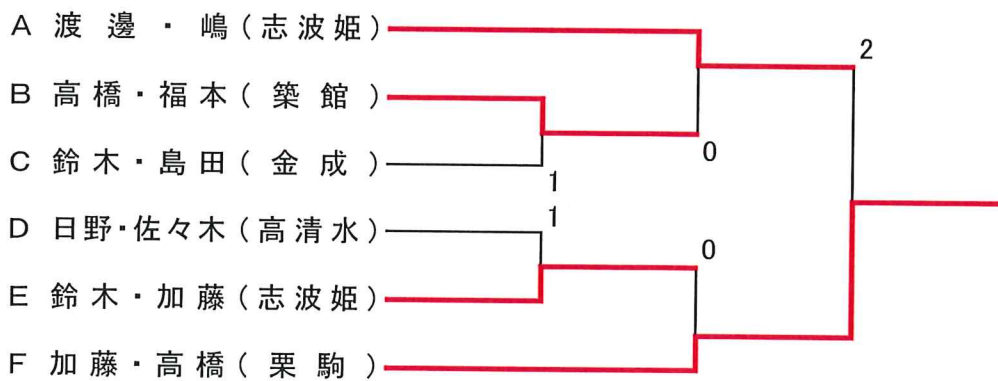 A 渡邊・嶋(志波姫)
2
B 高橋・福本(築館)
0
C 鈴木・島田(金成)
1
1
D 日野・佐々木(高清水)
0
E 鈴木・加藤(志波姫)
F 加藤・高橋(栗駒)